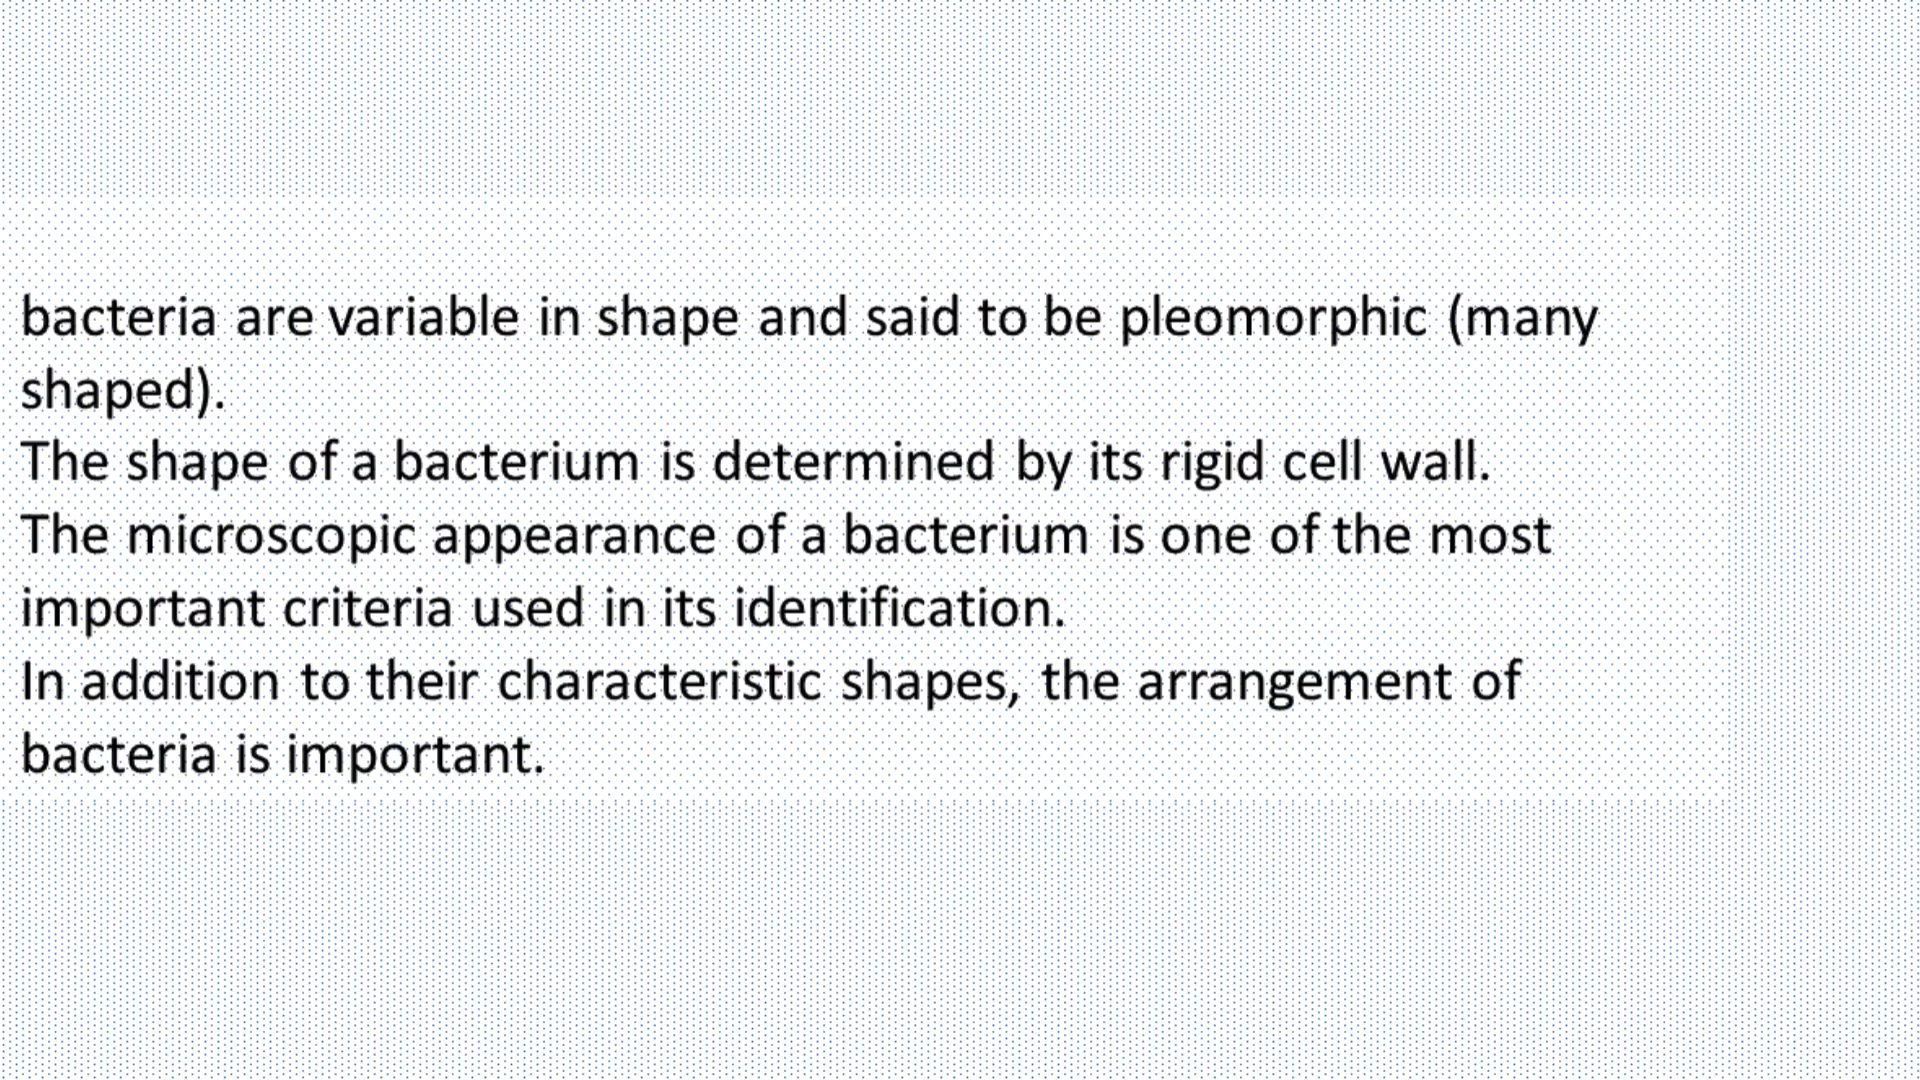 bacteria are variable in shape and said to be pleomorphic (many
shaped).
The shape of a bacterium is determined by its rigid cell wall.
The microscopic appearance of a bacterium is one of the most
important criteria used in its identification.
In addition to their characteristic shapes, the arrangement of
bacteria is important.